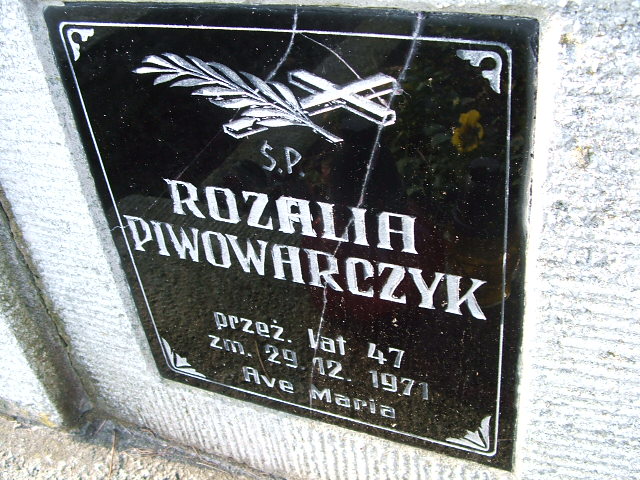 Ś.P.
ROZALIA
PIWOWARCZYK
przeż. lat 47
zm. 29.12.1971
Ave Maria